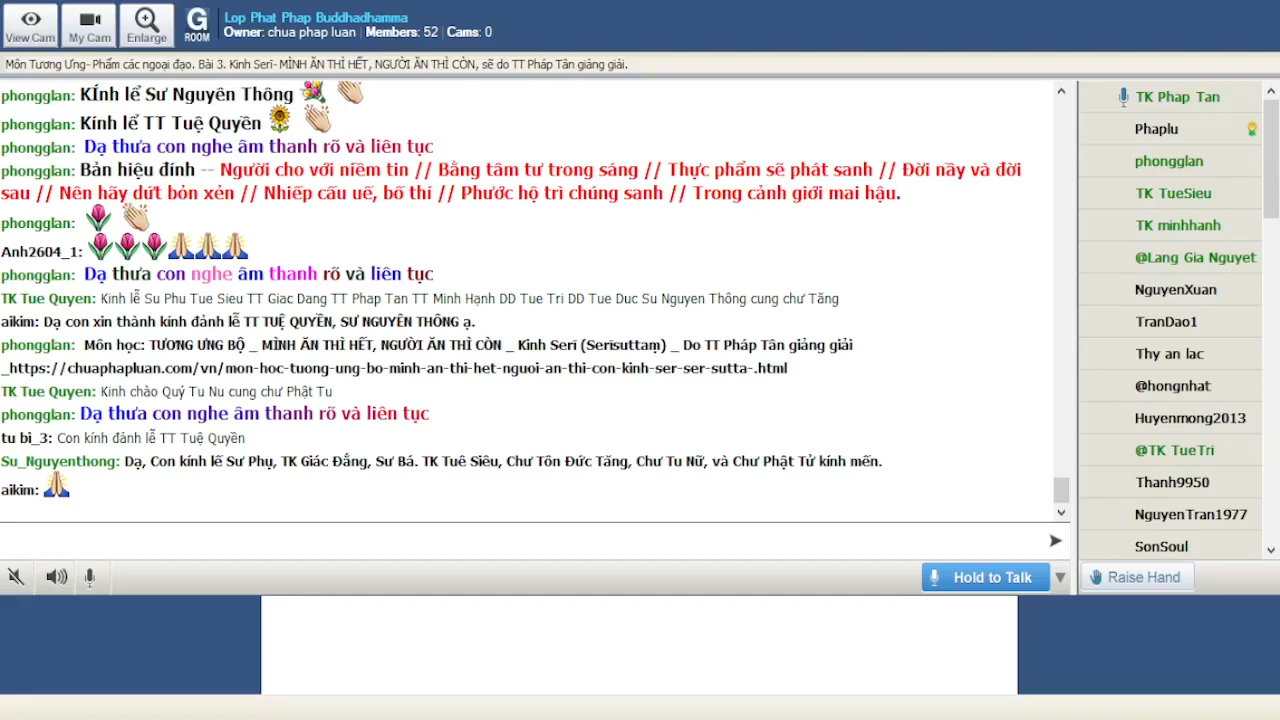 View Cam
My Cam
Enlarge
G ROOM
Lop Phat Phap Buddhadhamma
Owner: chua phap luan | Members: 52 | Cams: 0
Môn Tương Ưng- Phẩm các ngoại đạo. Bài 3. Kinh Serī- MÌNH ĂN THÌ HẾT, NGƯỜI ĂN THÌ CÒN, sẽ do TT Pháp Tân giảng giải.
phongglan: KÍnh lể Sư Nguyên Thông
phongglan: Kính lể TT Tuệ Quyền
phongglan: Dạ thưa con nghe âm thanh rõ và liên tục
phongglan: Bản hiệu đính -- Người cho với niềm tin // Bằng tâm tư trong sáng // Thực phẩm sẽ phát sanh // Đời nầy và đời
sau // Nên hãy dứt bỏn xẻn // Nhiếp cấu uế, bố thí // Phước hộ trì chúng sanh // Trong cảnh giới mai hậu.
phongglan:
Anh2604_1:
phongglan: Dạ thưa con nghe âm thanh rõ và liên tục
TK Tue Quyen: Kinh lễ Su Phu Tue Sieu TT Giac Dang TT Phap Tan TT Minh Hạnh DD Tue Tri DD Tue Duc Su Nguyen Thông cung chư Tăng
aikim: Dạ con xin thành kính đảnh lễ TT TUỆ QUYỀN, SƯ NGUYÊN THÔNG ạ.
phongglan: Môn học: TƯƠNG ƯNG BỘ _ MÌNH ĂN THÌ HẾT, NGƯỜI ĂN THÌ CÒN _ Kinh Serī (Serīsuttaṃ) _ Do TT Pháp Tân giảng giải
_https://chuaphapluan.com/vn/mon-hoc-tuong-ung-bo-minh-an-thi-het-nguoi-an-thi-con-kinh-ser-ser-sutta-.html
TK Tue Quyen: Kinh chào Quý Tu Nu cung chư Phật Tu
phongglan: Dạ thưa con nghe âm thanh rõ và liên tục
tu bi_3: Con kính đảnh lễ TT Tuệ Quyền
Su_Nguyenthong: Dạ, Con kính lế Sư Phụ, TK Giác Đẳng, Sư Bá. TK Tuê Siêu, Chư Tôn Đức Tăng, Chư Tu Nữ, và Chư Phật Tử kính mến.
aikim:
TK Phap Tan
Phaplu
phongglan
TK TueSieu
TK minhhanh
@Lang Gia Nguyet
NguyenXuan
TranDao1
Thy an lac
@hongnhat
Huyenmong2013
@TK TueTri
Thanh9950
NguyenTran1977
SonSoul
Hold to Talk
Raise Hand